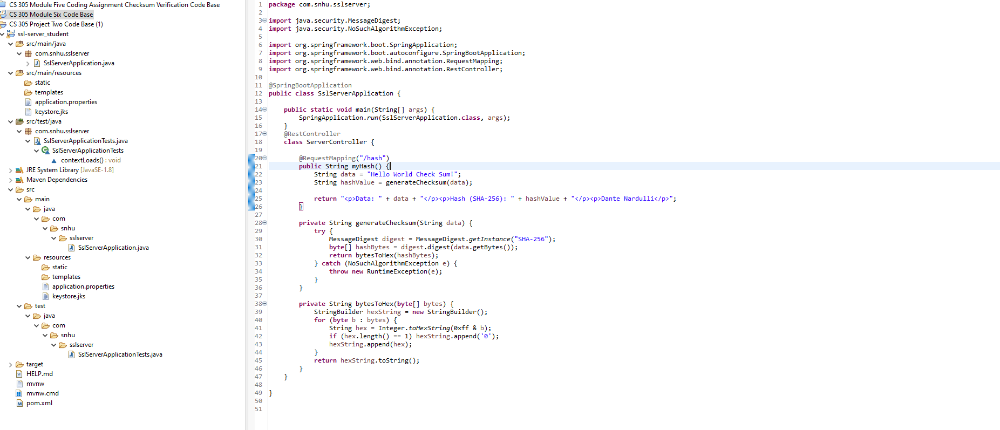 CS 305 Module Five Coding Assignment Checksum Verification Code Base
CS 305 Module Six Code Base
CS 305 Project Two Code Base (1)
ssl-server_student
src/main/java
com.snhu.sslserver
SslServerApplication.java
src/main/resources
static
templates
application.properties
keystore.jks
src/test/java
com.snhu.sslserver
SslServerApplicationTests.java
SslServerApplicationTests
contextLoads() : void
JRE System Library [JavaSE-1.8]
Maven Dependencies
src
main
java
com
snhu
sslserver
SslServerApplication.java
resources
static
templates
application.properties
keystore.jks
test
java
com
snhu
sslserver
SslServerApplicationTests.java
target
HELP.md
mvnw
mvnw.cmd
pom.xml
1 package com.snhu.sslserver;
2
3 import java.security.MessageDigest;
4 import java.security.NoSuchAlgorithmException;
5
6 import org.springframework.boot.SpringApplication;
7 import org.springframework.boot.autoconfigure.SpringBootApplication;
8 import org.springframework.web.bind.annotation.RequestMapping;
9 import org.springframework.web.bind.annotation.RestController;
10
11 @SpringBootApplication
12 public class SslServerApplication {
13
14     public static void main(String[] args) {
15         SpringApplication.run(SslServerApplication.class, args);
16     }
17     @RestController
18     class ServerController {
19
20         @RequestMapping("/hash")
21         public String myHash() {
22             String data = "Hello World Check Sum!";
23             String hashValue = generateChecksum(data);
24
25             return "<p>Data: " + data + "</p><p>Hash (SHA-256): " + hashValue + "</p><p>Dante Nardulli</p>";
26         }
27
28         private String generateChecksum(String data) {
29             try {
30                 MessageDigest digest = MessageDigest.getInstance("SHA-256");
31                 byte[] hashBytes = digest.digest(data.getBytes());
32                 return bytesToHex(hashBytes);
33             } catch (NoSuchAlgorithmException e) {
34                 throw new RuntimeException(e);
35             }
36         }
37
38         private String bytesToHex(byte[] bytes) {
39             StringBuilder hexString = new StringBuilder();
40             for (byte b : bytes) {
41                 String hex = Integer.toHexString(0xff & b);
42                 if (hex.length() == 1) hexString.append('0');
43                 hexString.append(hex);
44             }
45             return hexString.toString();
46         }
47     }
48
49 }
50
51